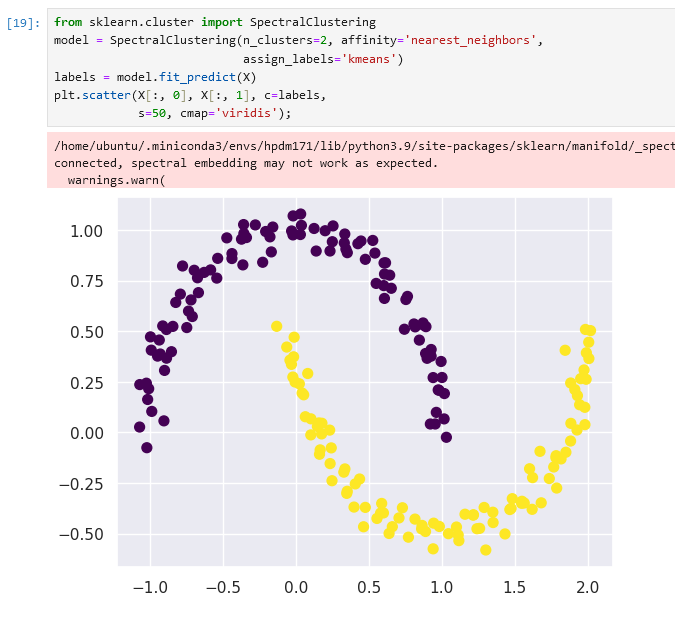 [19]: from sklearn.cluster import SpectralClustering
model = SpectralClustering(n_clusters=2, affinity='nearest_neighbors',
assign_labels='kmeans')
labels = model.fit_predict(X)
plt.scatter(X[:, 0], X[:, 1], c=labels,
s=50, cmap='viridis');
/home/ubuntu/.miniconda3/envs/hpdm171/lib/python3.9/site-packages/sklearn/manifold/_spect
connected, spectral embedding may not work as expected.
warnings.warn(
1.00
0.75
0.50
0.25
0.00
−0.25
−0.50
−1.0 −0.5 0.0 0.5 1.0 1.5 2.0